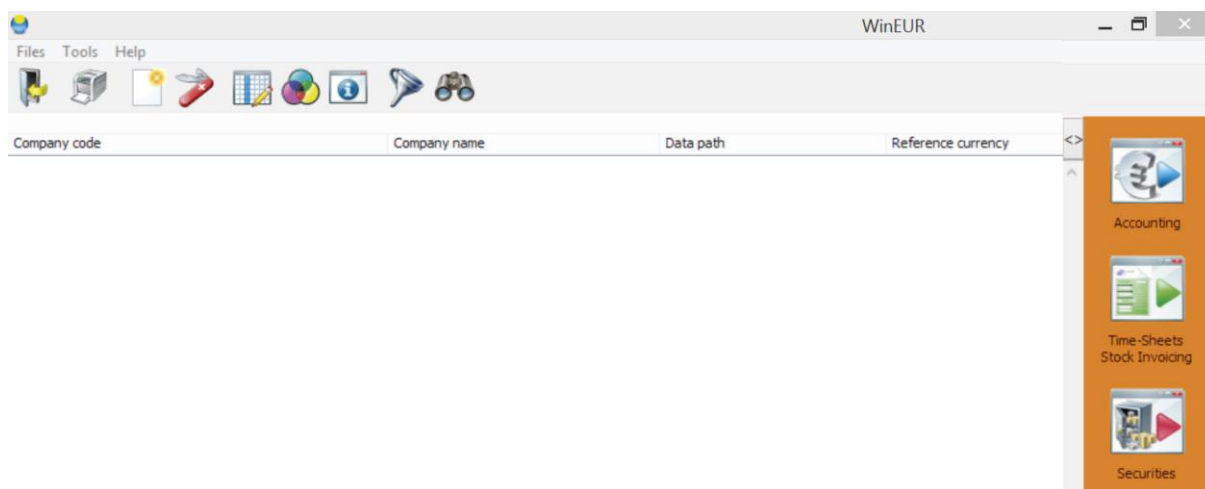 WinEUR
Files Tools Help
Company code Company name Data path Reference currency <>
Accounting
Time-Sheets
Stock Invoicing
Securities